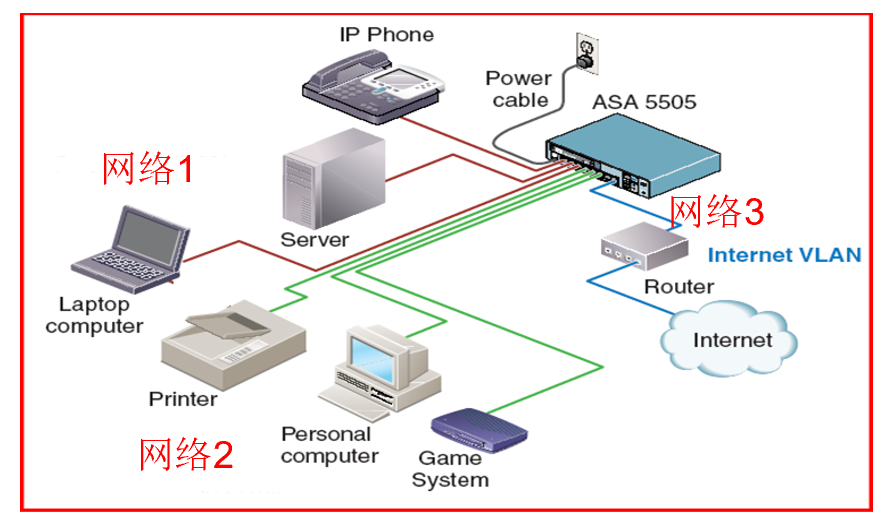 IP Phone
Power
cable
ASA 5505
网络1
Server
网络3
Internet VLAN
Router
Laptop
computer
Internet
Printer
Personal
computer
网络2
Game
System